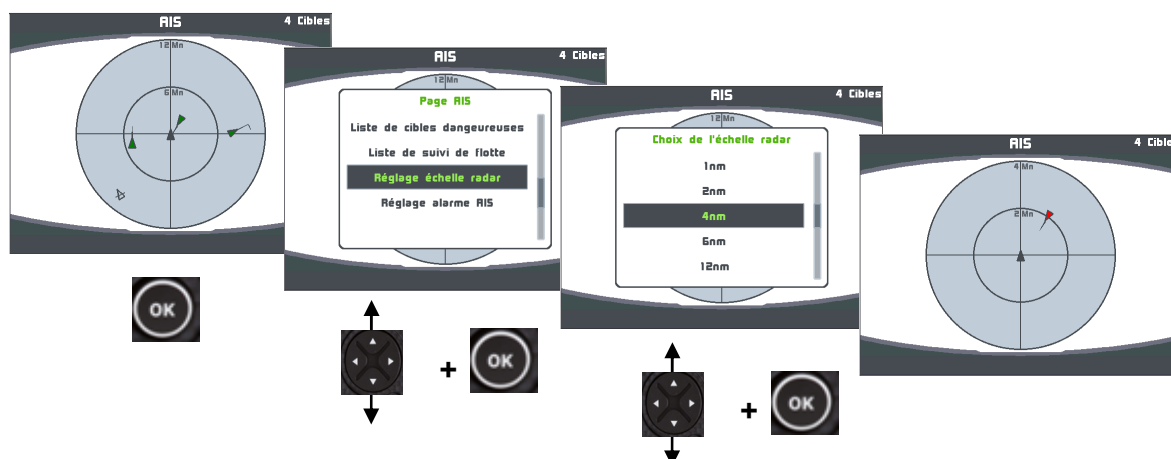 AIS
4 Cibles
12 Mn
6 Mn
OK
AIS
4 Cibles
12 Mn
Page AIS
Liste de cibles dangeureuses
Liste de suivi de flotte
Réglage échelle radar
Réglage alarme AIS
+
OK
AIS
4 Cibles
12 Mn
Choix de l'échelle radar
1nm
2nm
4nm
6nm
12nm
+
OK
AIS
4 Cible
4 Mn
2 Mn